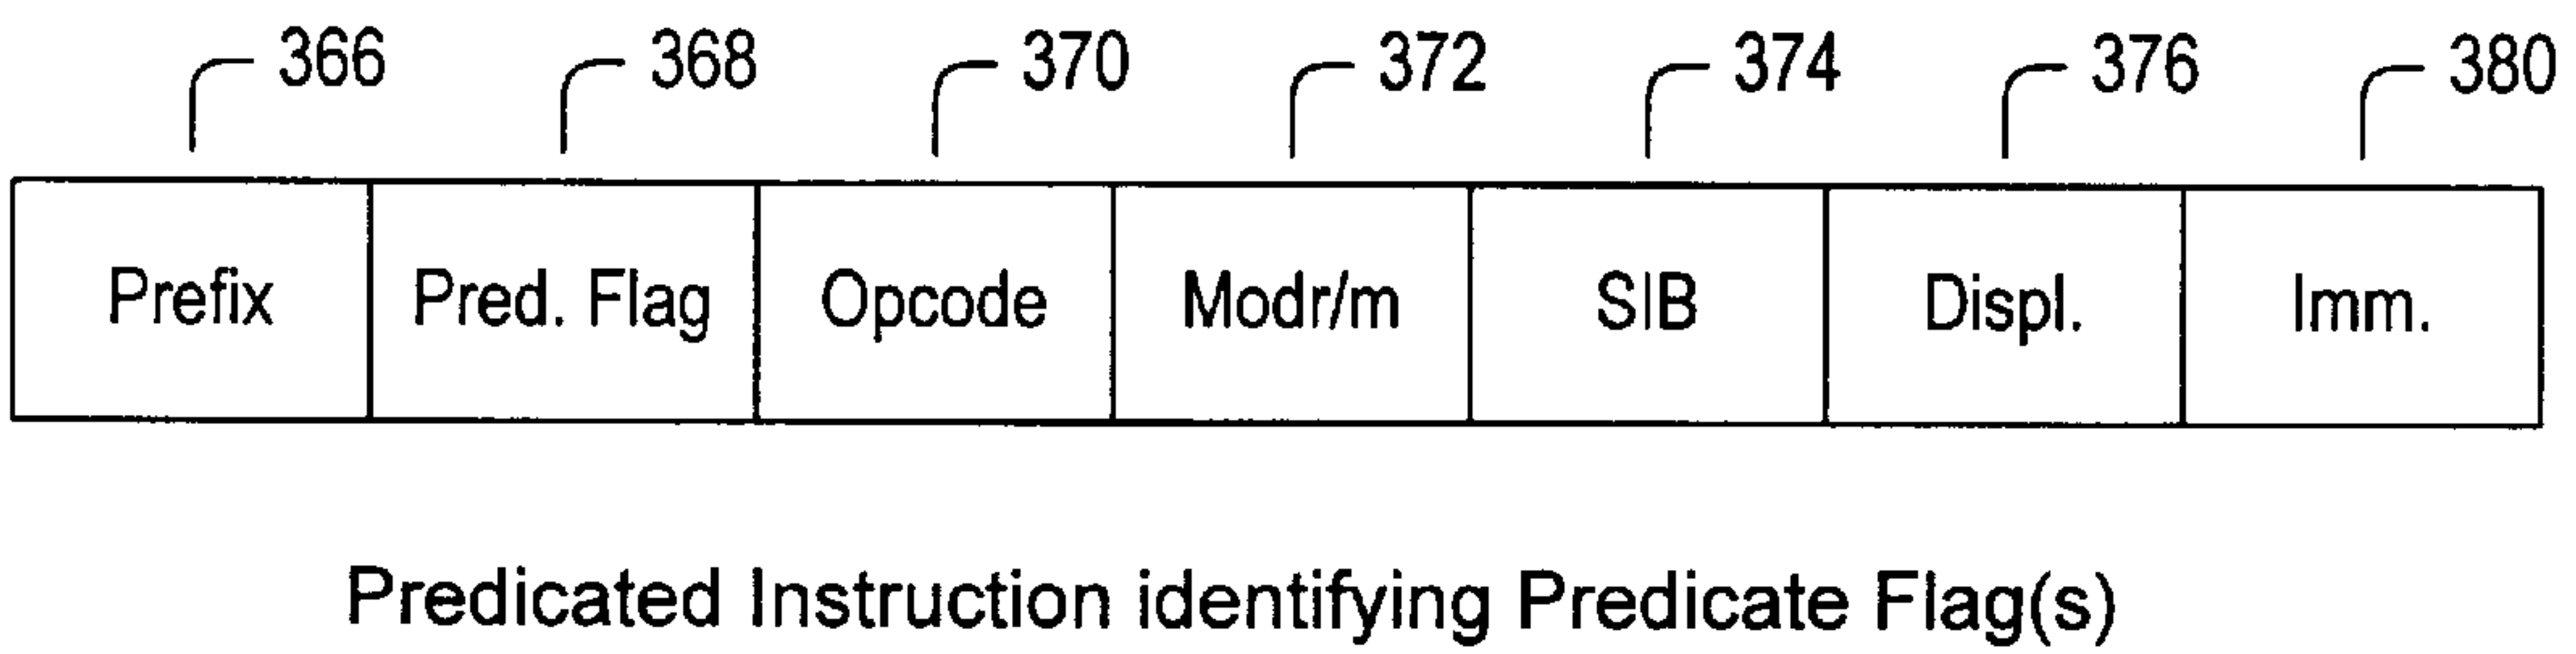 366 368 370 372 374 376 380
Prefix Pred. Flag Opcode Modr/m SIB Displ. Imm.
Predicated Instruction identifying Predicate Flag(s)